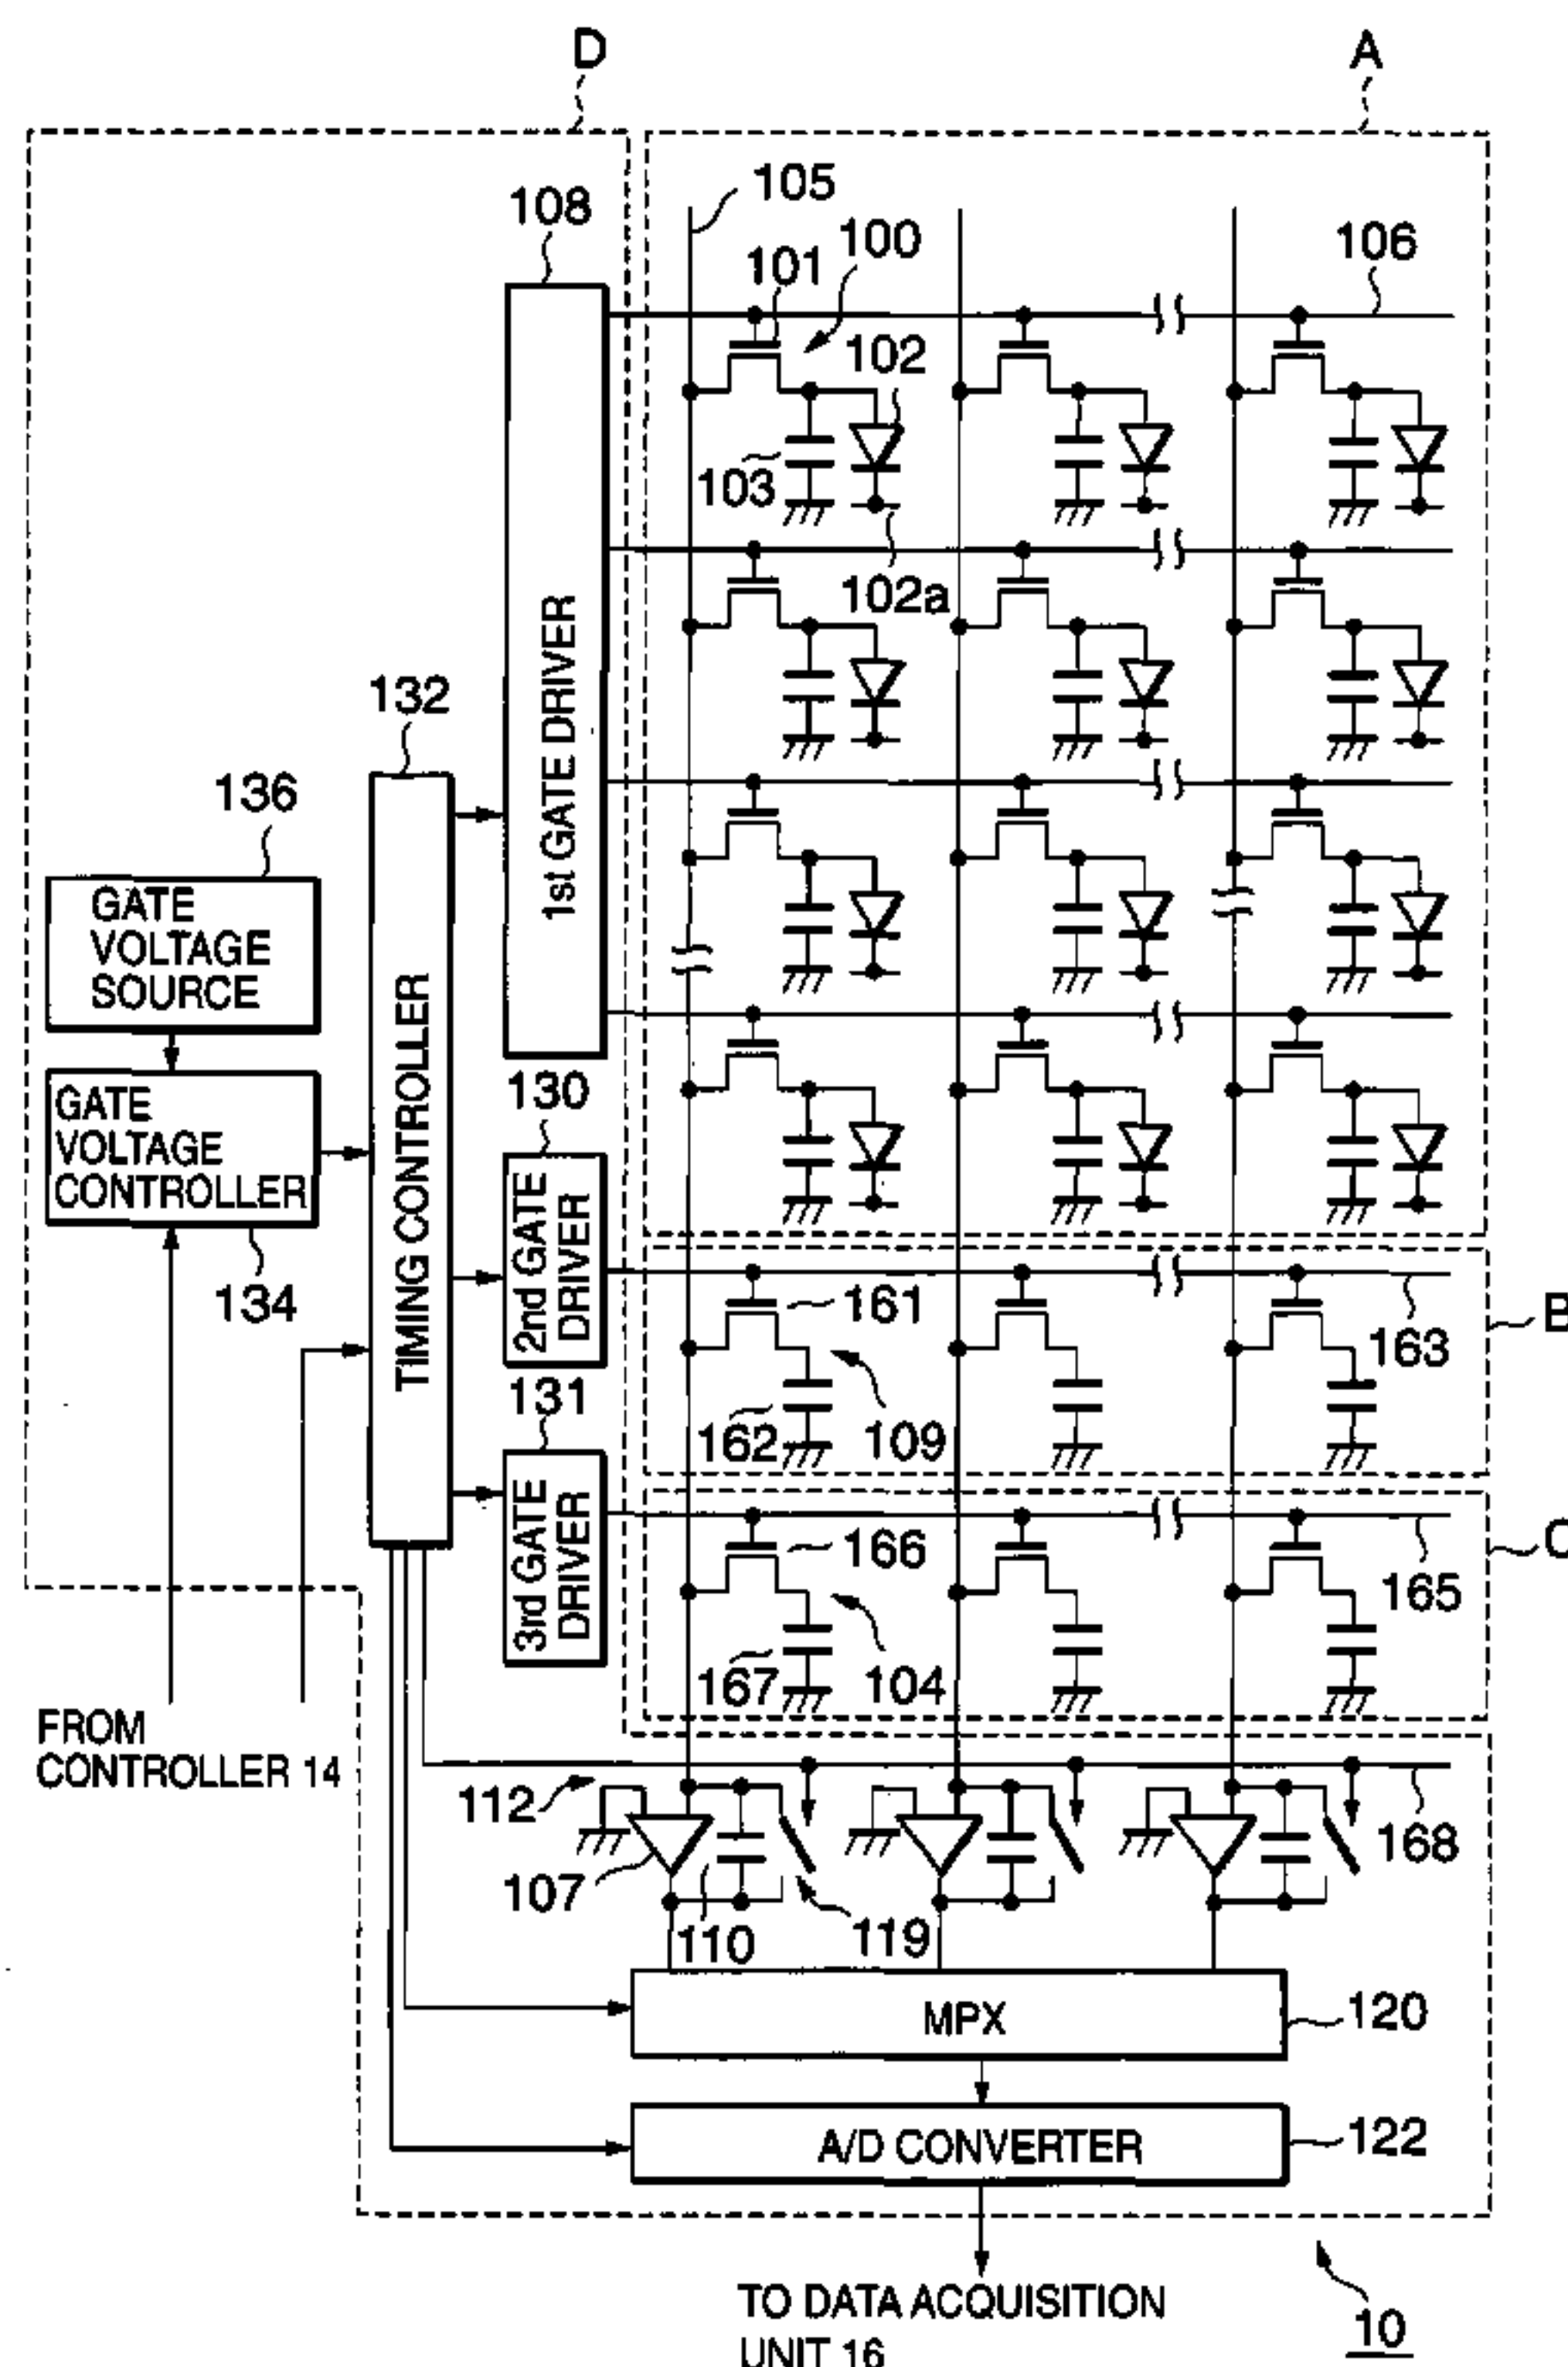 D
A
105
108
100
101
106
102
103
102a
1st GATE DRIVER
132
136
GATE
VOLTAGE
SOURCE
TIMING CONTROLLER
GATE
VOLTAGE
CONTROLLER
130
134
2nd GATE
DRIVER
161
163
B
131
162
109
3rd GATE
DRIVER
166
165
C
167
104
FROM
CONTROLLER 14
112
168
107
110
119
MPX
120
A/D CONVERTER
122
TO DATA ACQUISITION
UNIT 16
10